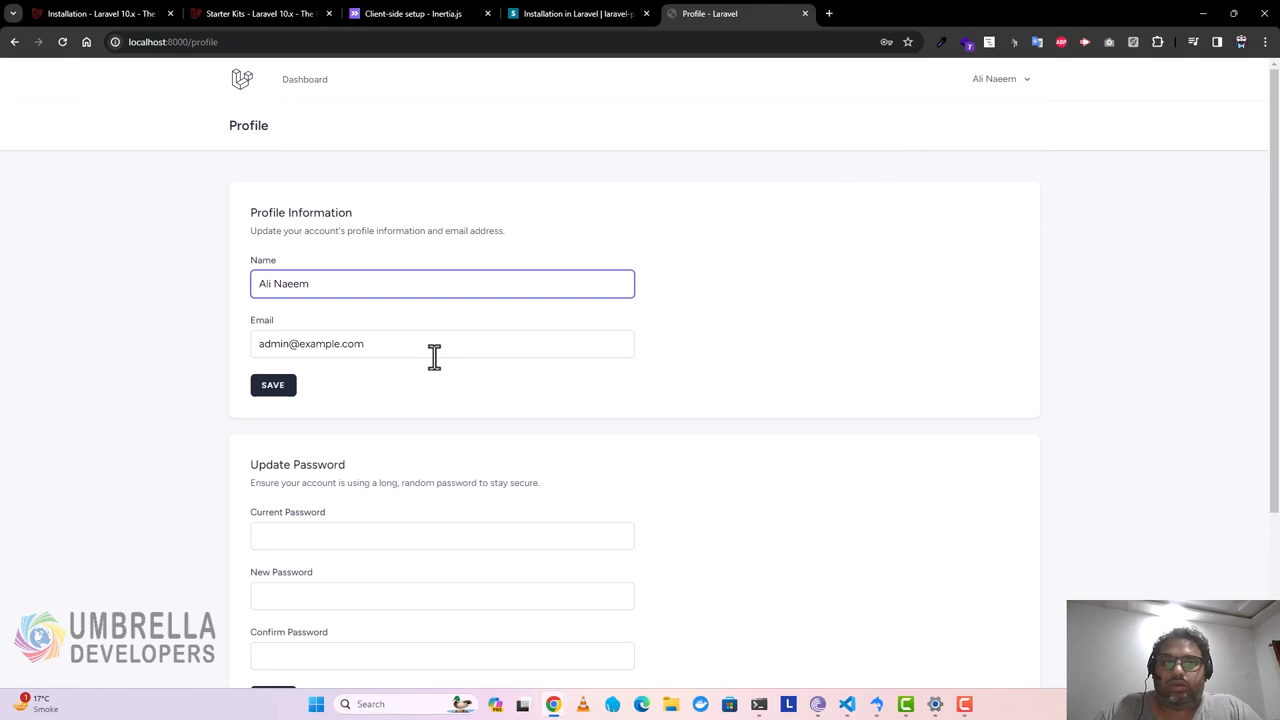 Installation - Laravel 10.x - The
Starter Kits - Laravel 10.x - The
Client-side setup - Inertia.js
Installation in Laravel | laravel-p
Profile - Laravel
localhost:8000/profile
Dashboard
Ali Naeem
Profile
Profile Information
Update your account's profile information and email address.
Name
Ali Naeem
Email
admin@example.com
SAVE
Update Password
Ensure your account is using a long, random password to stay secure.
Current Password
New Password
Confirm Password
UMBRELLA
DEVELOPERS
1
17°C
Smoke
Search